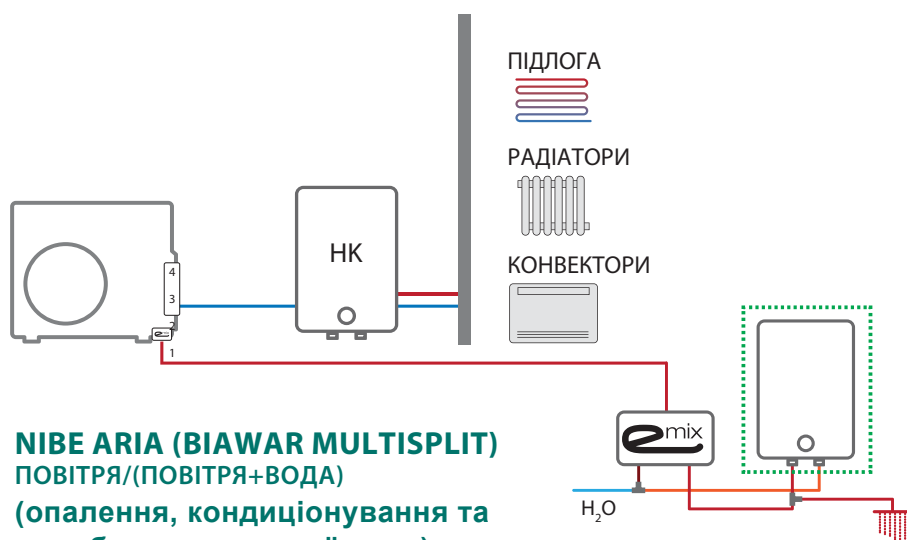 ПІДЛОГА
РАДІАТОРИ
КОНВЕКТОРИ
НК
4
3
2
1
emix
H₂O
NIBE ARIA (BIAWAR MULTISPLIT)
ПОВІТРЯ/(ПОВІТРЯ+ВОДА)
(опалення, кондиціонування та